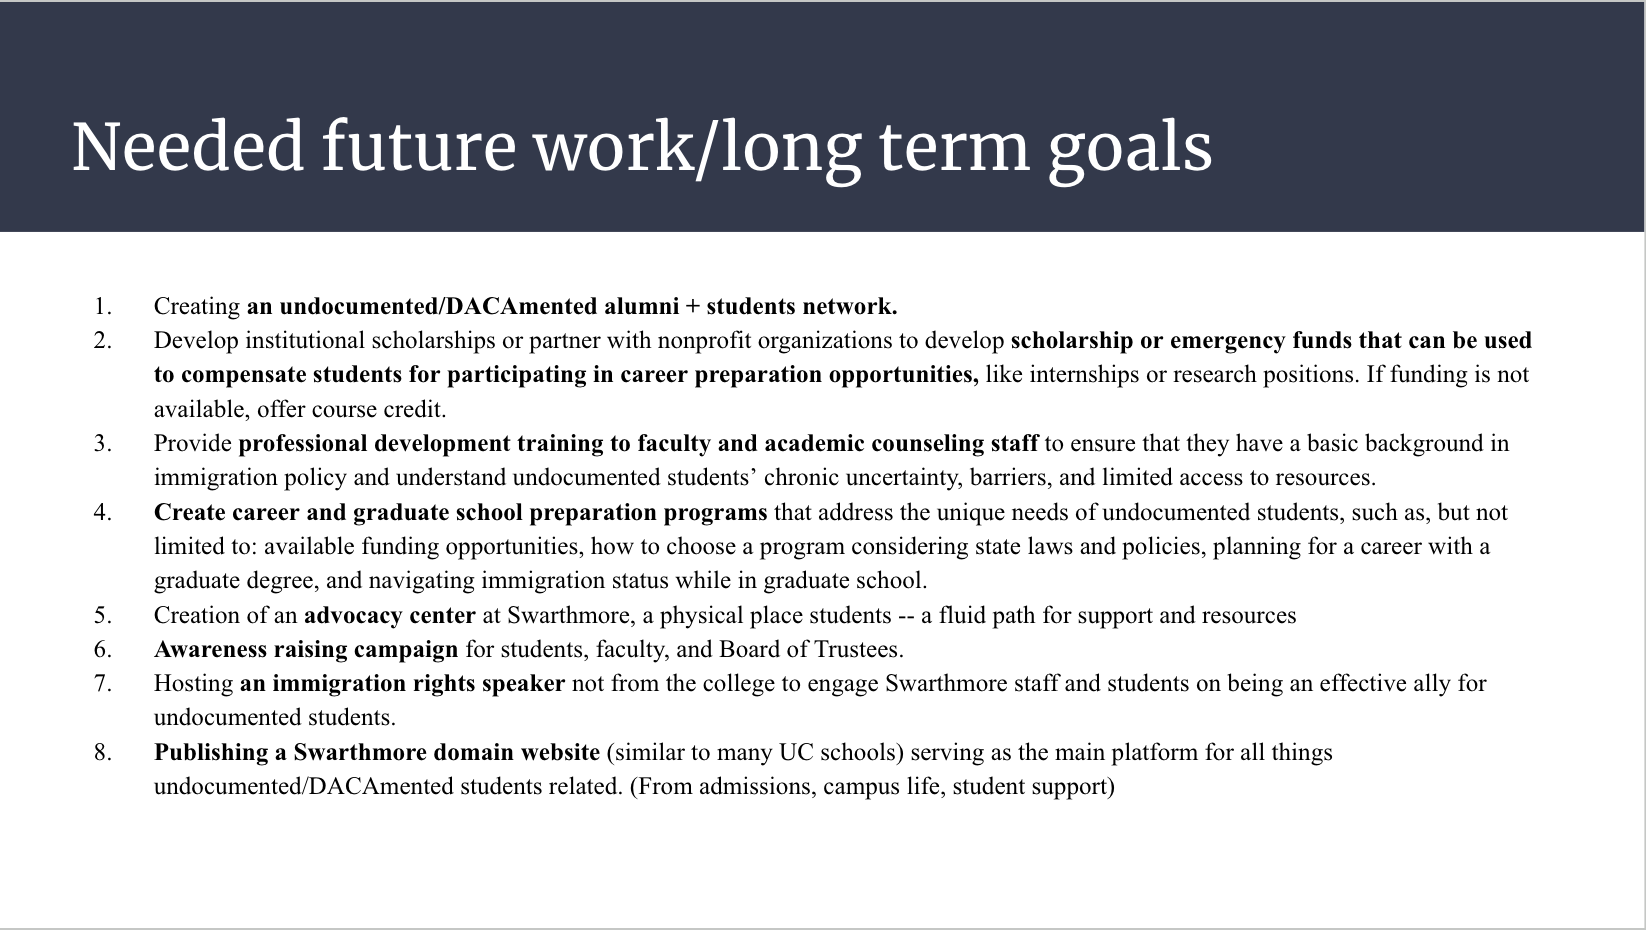 Needed future work/long term goals
1. Creating an undocumented/DACAmented alumni + students network.
2. Develop institutional scholarships or partner with nonprofit organizations to develop scholarship or emergency funds that can be used
to compensate students for participating in career preparation opportunities, like internships or research positions. If funding is not
available, offer course credit.
3. Provide professional development training to faculty and academic counseling staff to ensure that they have a basic background in
immigration policy and understand undocumented students’ chronic uncertainty, barriers, and limited access to resources.
4. Create career and graduate school preparation programs that address the unique needs of undocumented students, such as, but not
limited to: available funding opportunities, how to choose a program considering state laws and policies, planning for a career with a
graduate degree, and navigating immigration status while in graduate school.
5. Creation of an advocacy center at Swarthmore, a physical place students -- a fluid path for support and resources
6. Awareness raising campaign for students, faculty, and Board of Trustees.
7. Hosting an immigration rights speaker not from the college to engage Swarthmore staff and students on being an effective ally for
undocumented students.
8. Publishing a Swarthmore domain website (similar to many UC schools) serving as the main platform for all things
undocumented/DACAmented students related. (From admissions, campus life, student support)